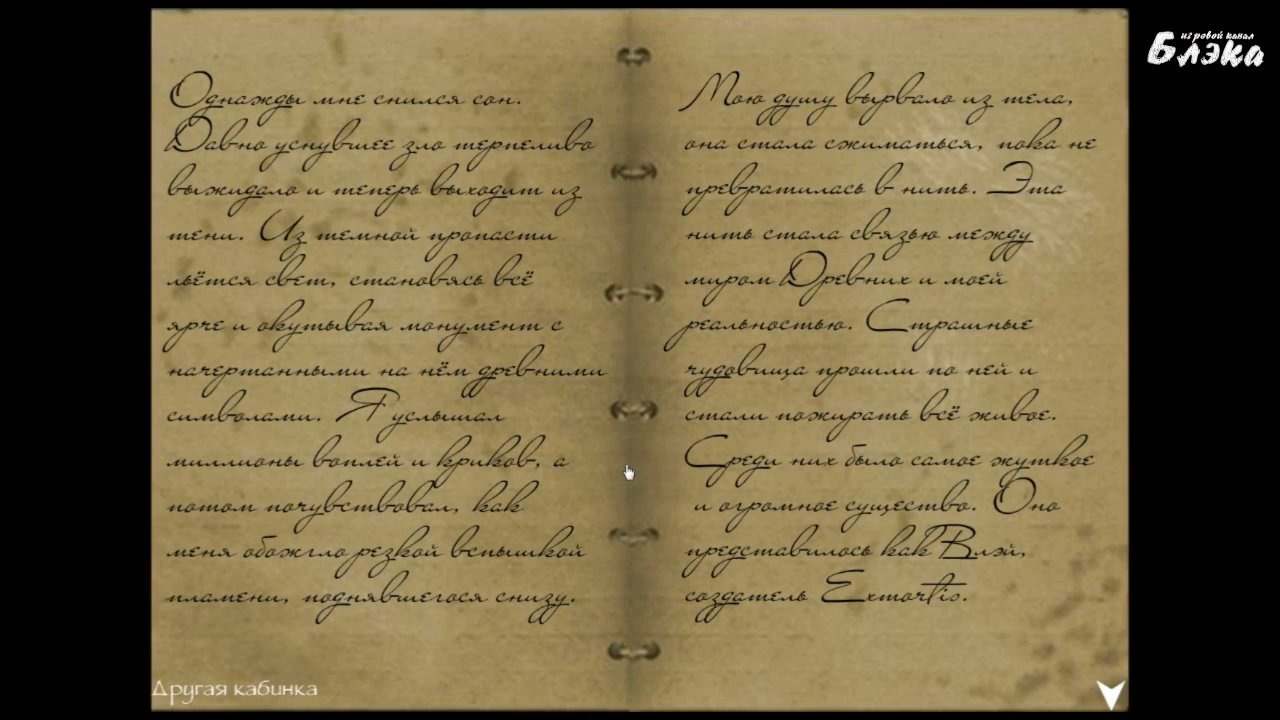 игровой канал
Блэка
Однажды мне снился сон.
Давно уснувшее зло терпеливо
выжидало и теперь выходит из
тени. Из темной пропасти
льётся свет, становясь всё
ярче и окутывая монумент с
начертанными на нём древними
символами. Я услышал
миллионы воплей и криков, а
потом почувствовал, как
меня обожгло резкой вспышкой
пламени, поднявшегося снизу.
Мою душу вырвало из тела,
она стала сжиматься, пока не
превратилась в нить. Эта
нить стала связью между
миром Древних и моей
реальностью. Страшные
чудовища прошли по ней и
стали пожирать всё живое.
Среди них было самое жуткое
и огромное существо. Оно
представилось как Влэй,
создатель Exmortis.
Другая кабинка